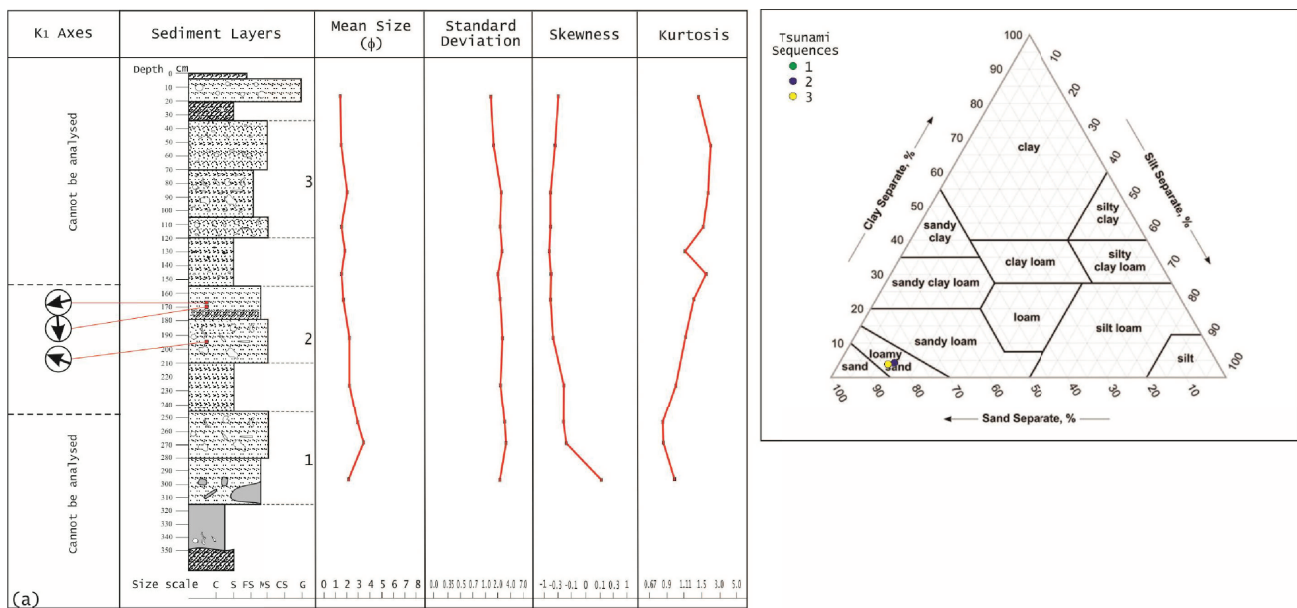 K₁ Axes
Sediment Layers
Mean Size
(ϕ)
Standard
Deviation
Skewness
Kurtosis
Cannot be analysed
Cannot be analysed
Depth cm
0
10
20
30
40
50
60
70
80
90
100
110
120
130
140
150
160
170
180
190
200
210
220
230
240
250
260
270
280
290
300
310
320
330
340
350
3
2
1
Size scale C S FS MS CS G
0 1 2 3 4 5 6 7 8
0.0 0.35 0.5 0.7 1.0 2.0 4.0 7.0
-1 -0.3 -0.1 0 0.1 0.3 1
0.67 0.9 1.11 1.5 3.0 5.0
(a)
Tsunami
Sequences
1
2
3
100
90
80
70
60
50
40
30
20
10
10
20
30
40
50
60
70
80
90
100
100
90
80
70
60
50
40
30
20
10
Clay Separate, %
Silt Separate, %
Sand Separate, %
clay
silty
clay
sandy
clay
clay loam
silty
clay loam
sandy clay loam
loam
silt loam
sandy loam
silt
loamy
sand
sand